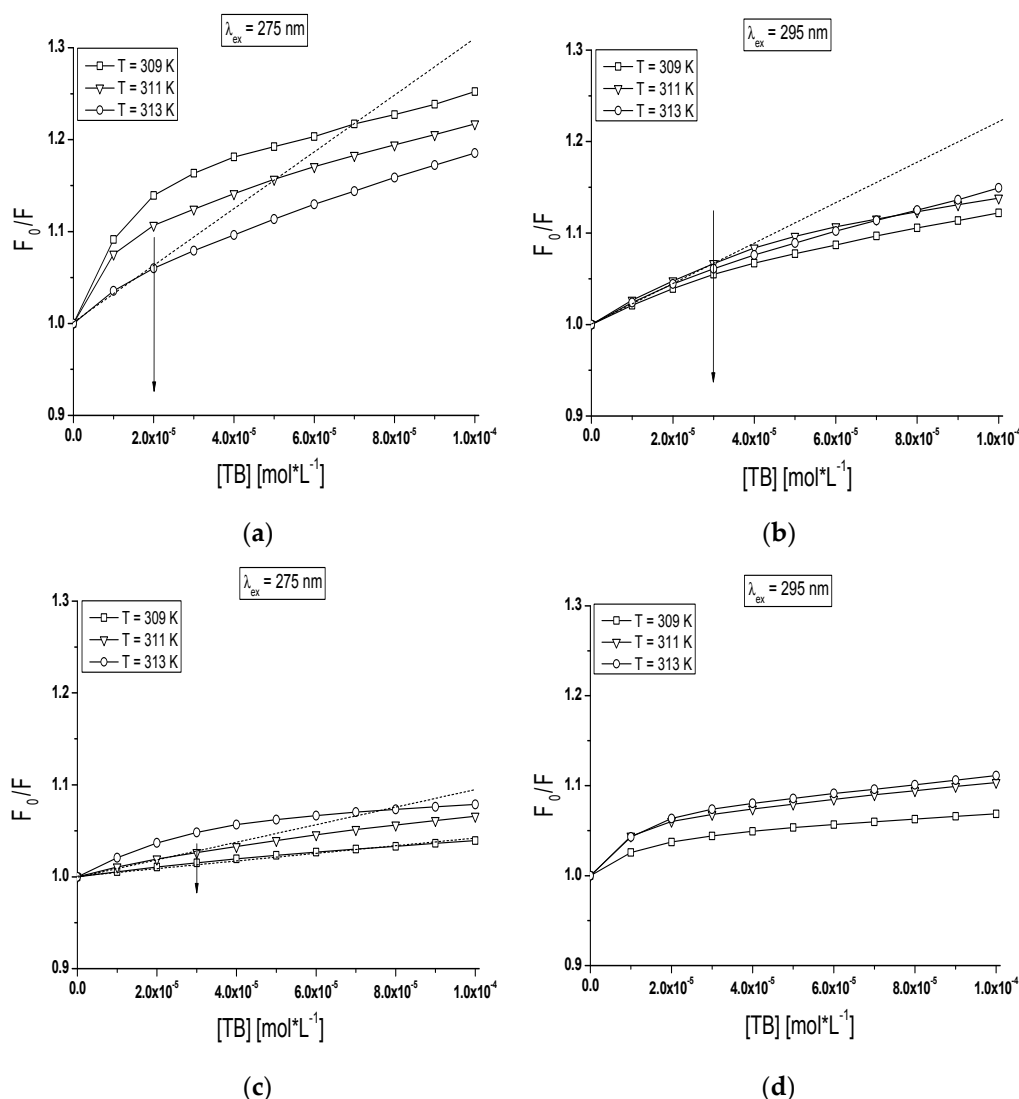 λex = 275 nm
T = 309 K
T = 311 K
T = 313 K
1.3
1.2
1.1
1.0
0.9
F0/F
0.0 2.0x10-5 4.0x10-5 6.0x10-5 8.0x10-5 1.0x10-4
[TB] [mol*L-1]
(a)
λex = 295 nm
T = 309 K
T = 311 K
T = 313 K
1.3
1.2
1.1
1.0
0.9
F0/F
0.0 2.0x10-5 4.0x10-5 6.0x10-5 8.0x10-5 1.0x10-4
[TB] [mol*L-1]
(b)
λex = 275 nm
T = 309 K
T = 311 K
T = 313 K
1.3
1.2
1.1
1.0
0.9
F0/F
0.0 2.0x10-5 4.0x10-5 6.0x10-5 8.0x10-5 1.0x10-4
[TB] [mol*L-1]
(c)
λex = 295 nm
T = 309 K
T = 311 K
T = 313 K
1.3
1.2
1.1
1.0
0.9
F0/F
0.0 2.0x10-5 4.0x10-5 6.0x10-5 8.0x10-5 1.0x10-4
[TB] [mol*L-1]
(d)